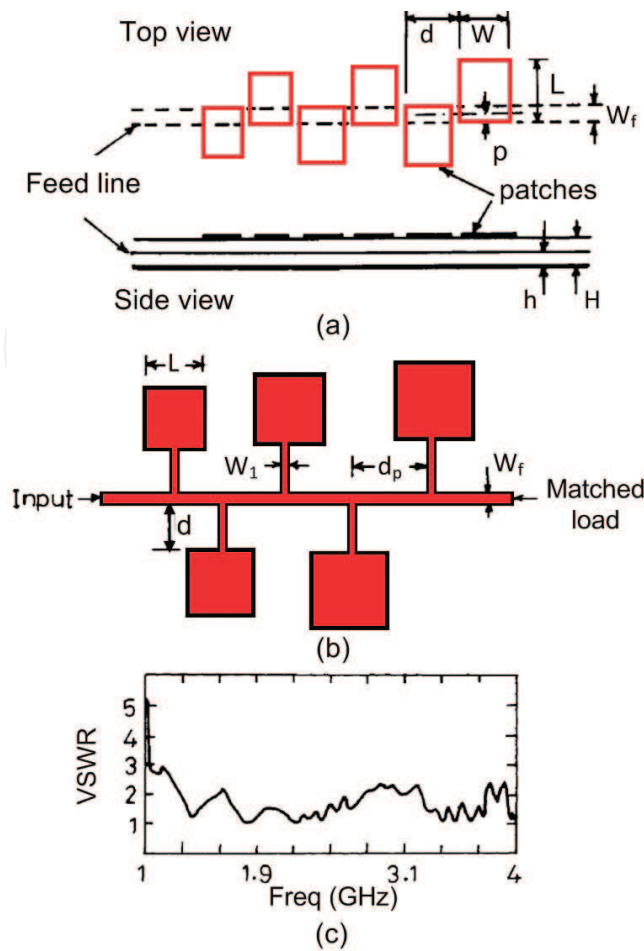 Top view
d
W
L
W_f
p
Feed line
patches
Side view
h
H
(a)
L
W_1
d_p
W_f
Input
Matched
load
d
(b)
VSWR
5
4
3
2
1
1
1.9
3.1
4
Freq (GHz)
(c)